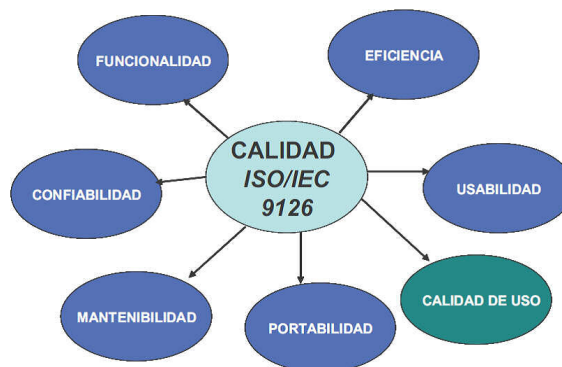 FUNCIONALIDAD
EFICIENCIA
CALIDAD
ISO/IEC
9126
CONFIABILIDAD
USABILIDAD
MANTENIBILIDAD
PORTABILIDAD
CALIDAD DE USO